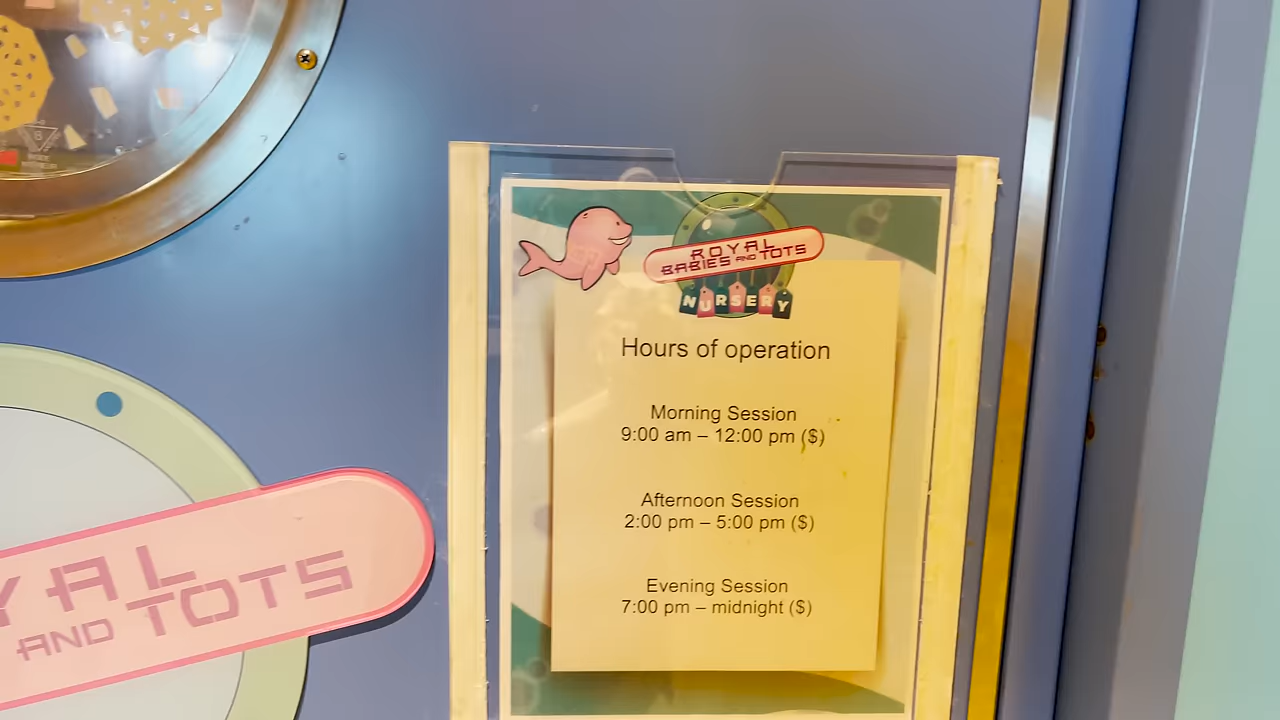 ROYAL
BABIES AND TOTS
NURSERY
Hours of operation
Morning Session
9:00 am – 12:00 pm ($)
Afternoon Session
2:00 pm – 5:00 pm ($)
Evening Session
7:00 pm – midnight ($)
YAL
AND TOTS